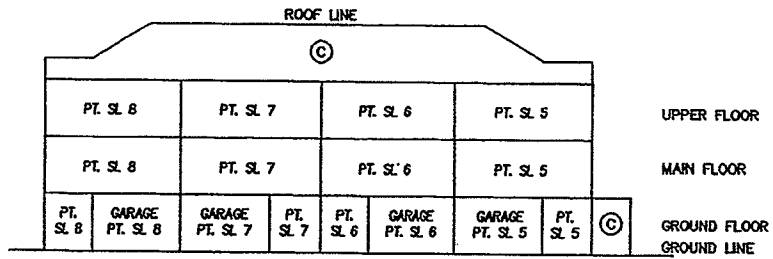 ROOF LINE
C
PT. SL 8 PT. SL 7 PT. SL 6 PT. SL 5 UPPER FLOOR
PT. SL 8 PT. SL 7 PT. SL 6 PT. SL 5 MAIN FLOOR
PT. GARAGE GARAGE PT. PT. GARAGE GARAGE PT. C
SL 8 PT. SL 8 PT. SL 7 SL 7 SL 6 PT. SL 6 PT. SL 5 SL 5 GROUND FLOOR
GROUND LINE